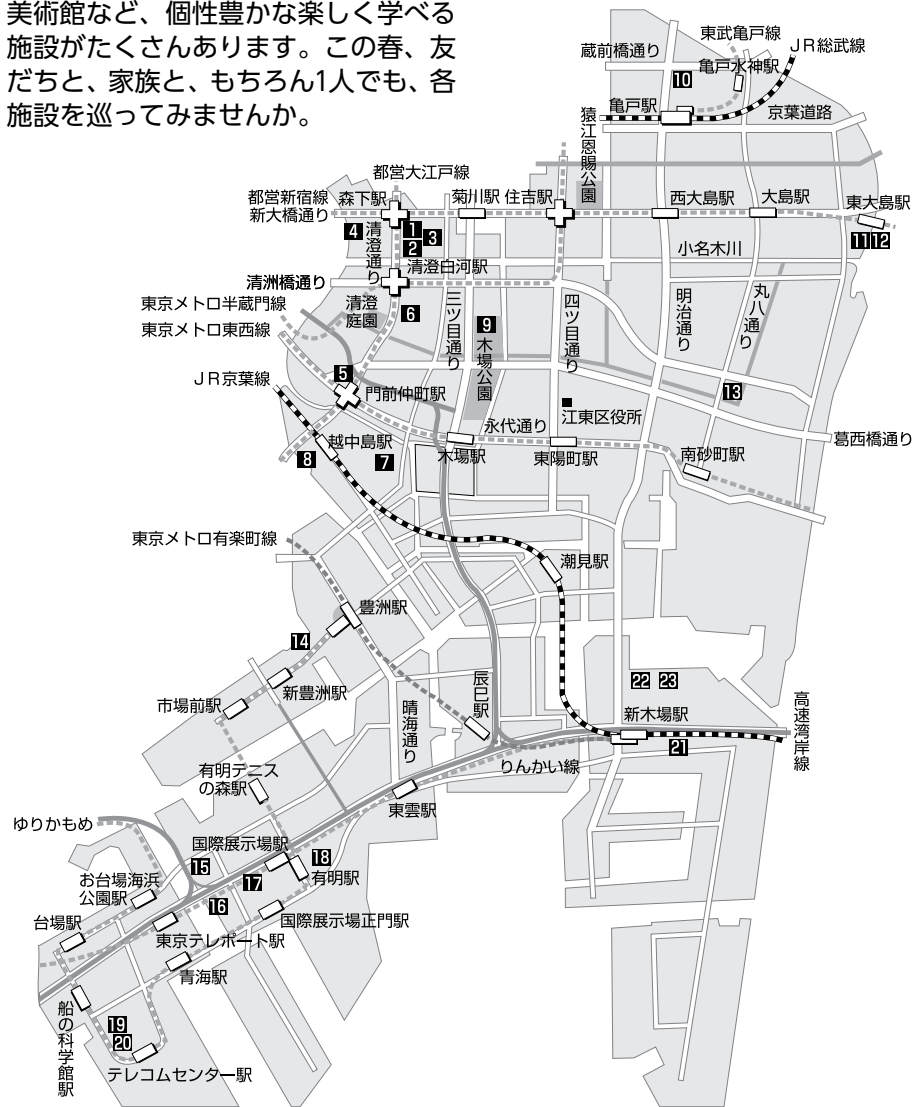 美術館など、個性豊かな楽しく学べる
施設がたくさんあります。この春、友
だちと、家族と、もちろん1人でも、各
施設を巡ってみませんか。
東武亀戸線
JR総武線
蔵前橋通り
亀戸水神駅
10
亀戸駅
京葉道路
猿江恩賜公園
都営大江戸線
都営新宿線
新大橋通り
森下駅
菊川駅
住吉駅
西大島駅
大島駅
東大島駅
4
清澄通り
1
2
3
11
12
小名木川
清澄白河駅
清洲橋通り
東京メトロ半蔵門線
清澄
庭園
6
三ツ目通り
9
木場公園
四ツ目通り
明治通り
丸八通り
東京メトロ東西線
JR京葉線
5
門前仲町駅
13
江東区役所
永代通り
葛西橋通り
越中島駅
8
7
木場駅
東陽町駅
南砂町駅
東京メトロ有楽町線
潮見駅
豊洲駅
14
新豊洲駅
市場前駅
辰巳駅
22
23
新木場駅
高速湾岸線
晴海通り
21
りんかい線
有明テニス
の森駅
東雲駅
ゆりかもめ
国際展示場駅
15
18
17
有明駅
お台場海浜
公園駅
16
国際展示場正門駅
台場駅
東京テレポート駅
青海駅
船の科学館駅
19
20
テレコムセンター駅